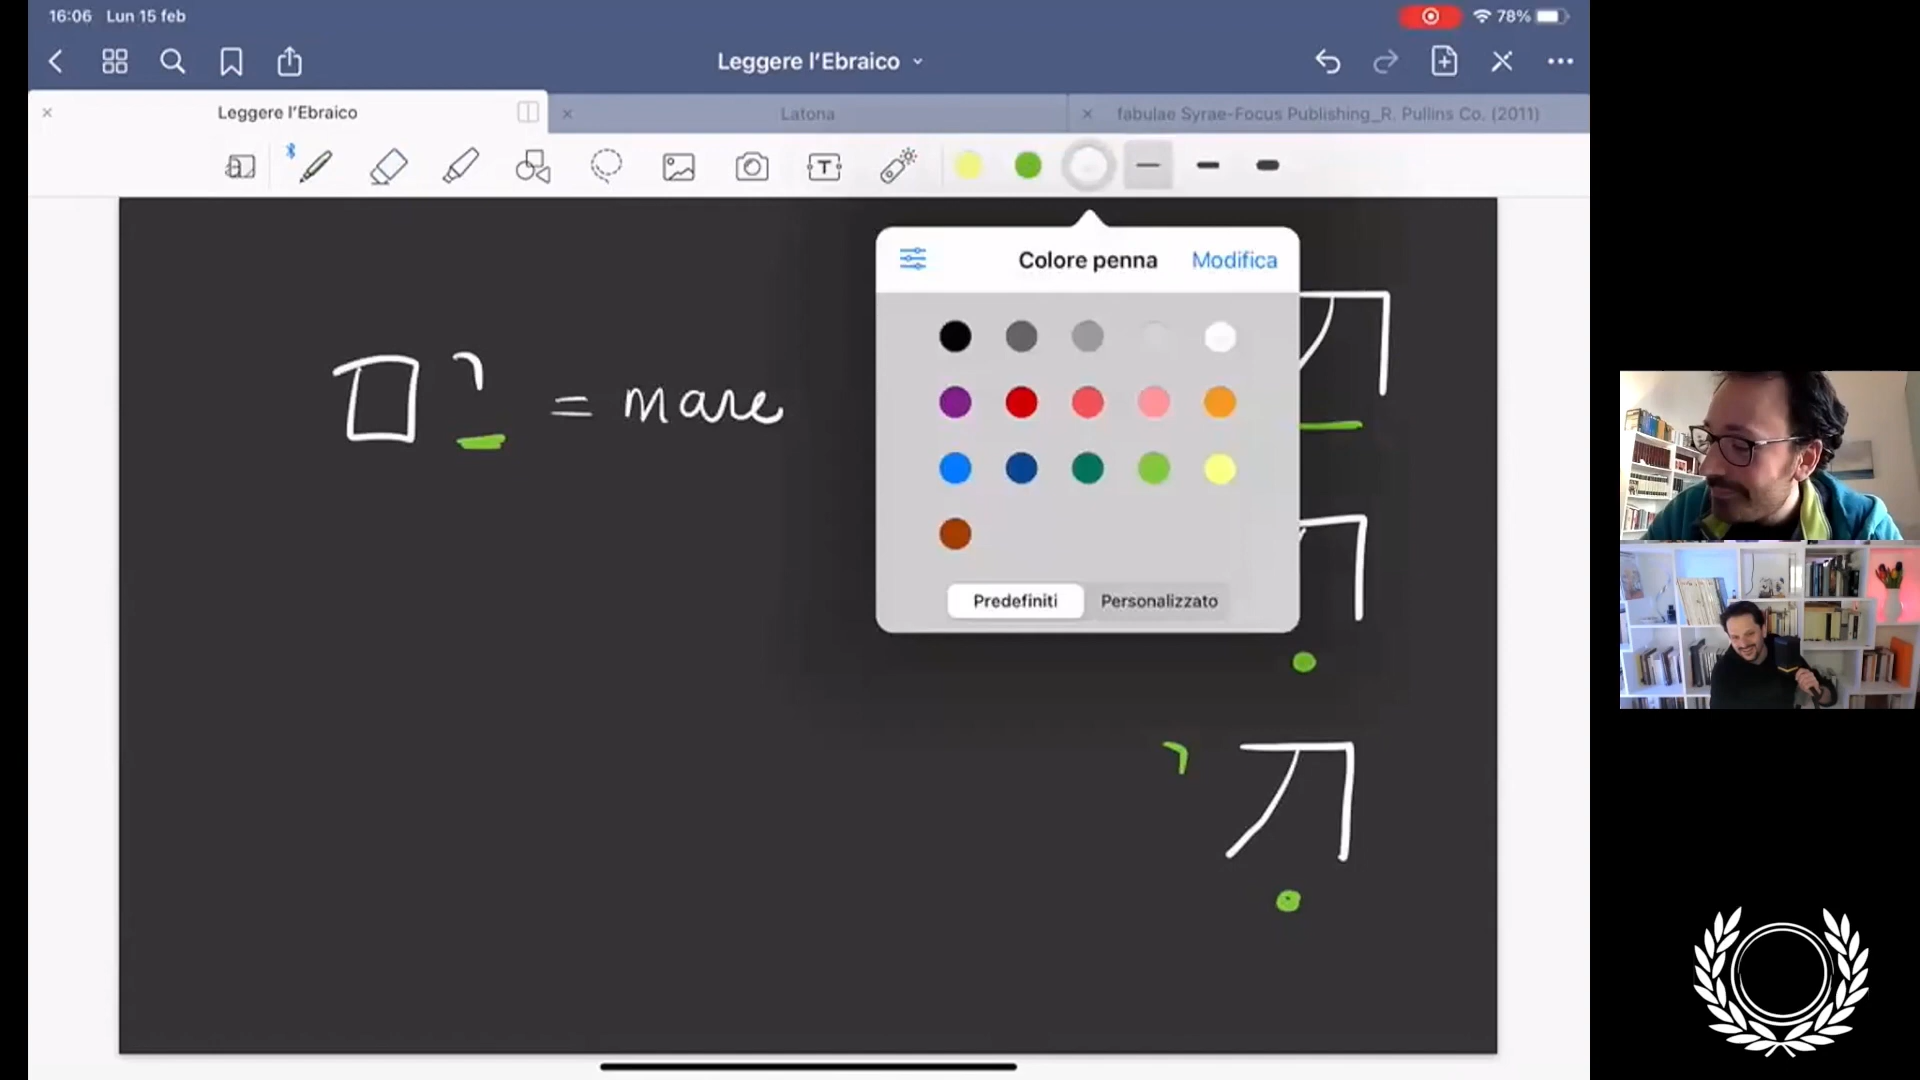 16:06 Lun 15 feb
78%
Leggere l'Ebraico
Leggere l'Ebraico
Latona
fabulae Syrae-Focus Publishing_R. Pullins Co. (2011)
Colore penna
Modifica
יַם = mare
Predefiniti
Personalizzato